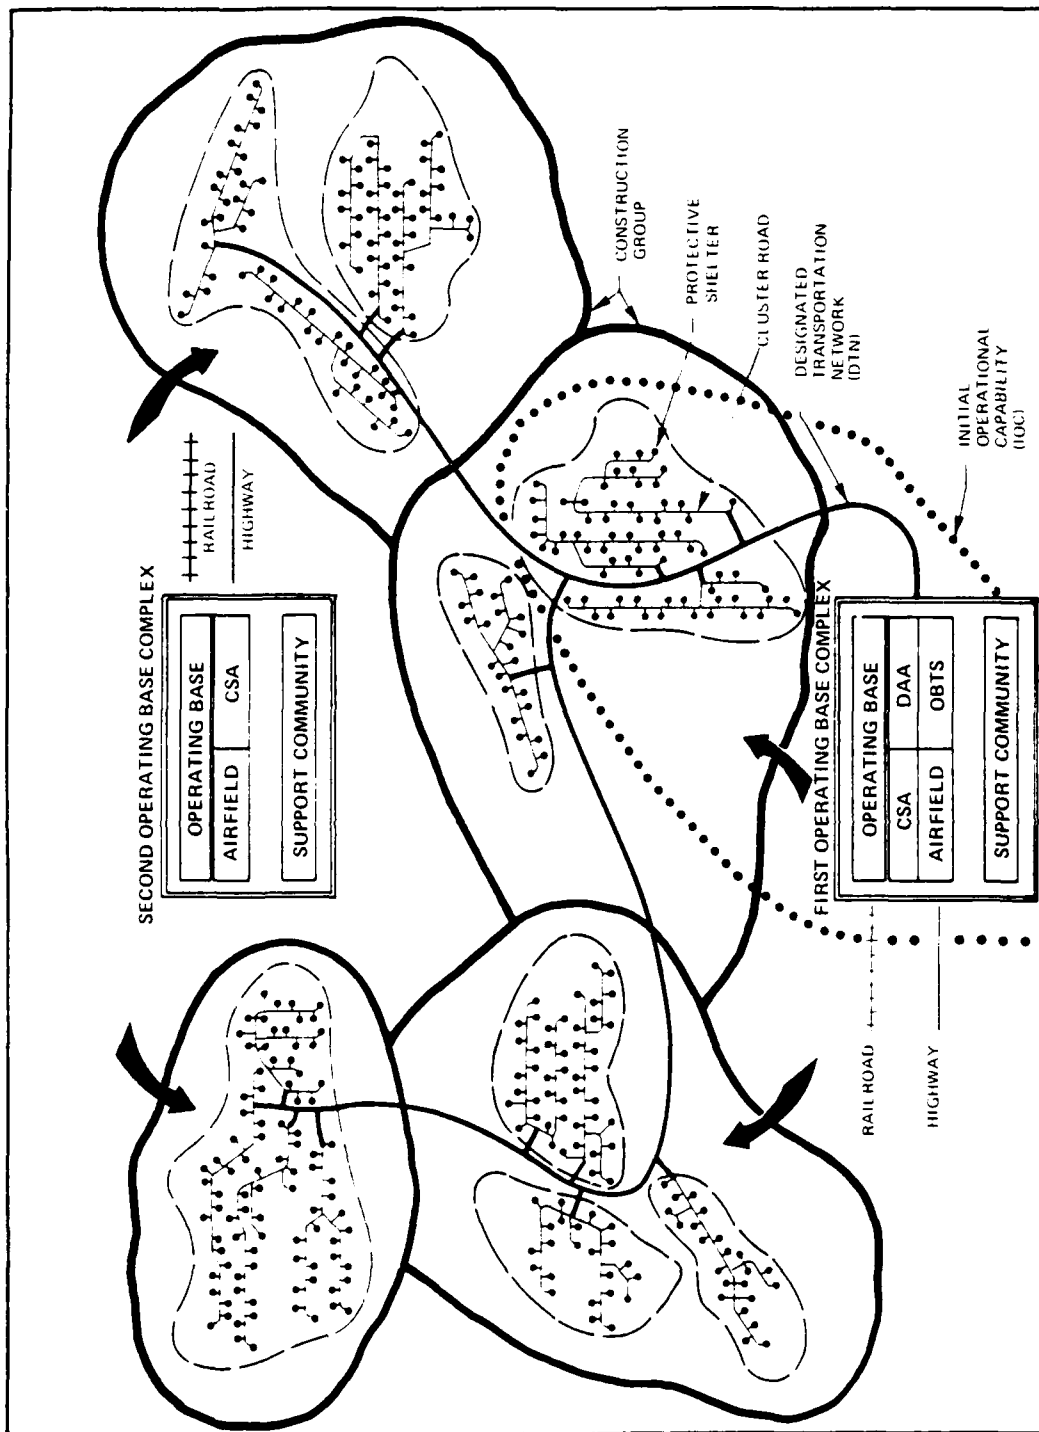 SECOND OPERATING BASE COMPLEX
OPERATING BASE
AIRFIELD
CSA
SUPPORT COMMUNITY
RAILROAD
HIGHWAY
CONSTRUCTION
GROUP
PROTECTIVE
SHELTER
CLUSTER ROAD
DESIGNATED
TRANSPORTATION
NETWORK
(DTN)
INITIAL
OPERATIONAL
CAPABILITY
(IOC)
FIRST OPERATING BASE COMPLEX
OPERATING BASE
CSA
DAA
AIRFIELD
OBTS
SUPPORT COMMUNITY
RAILROAD
HIGHWAY